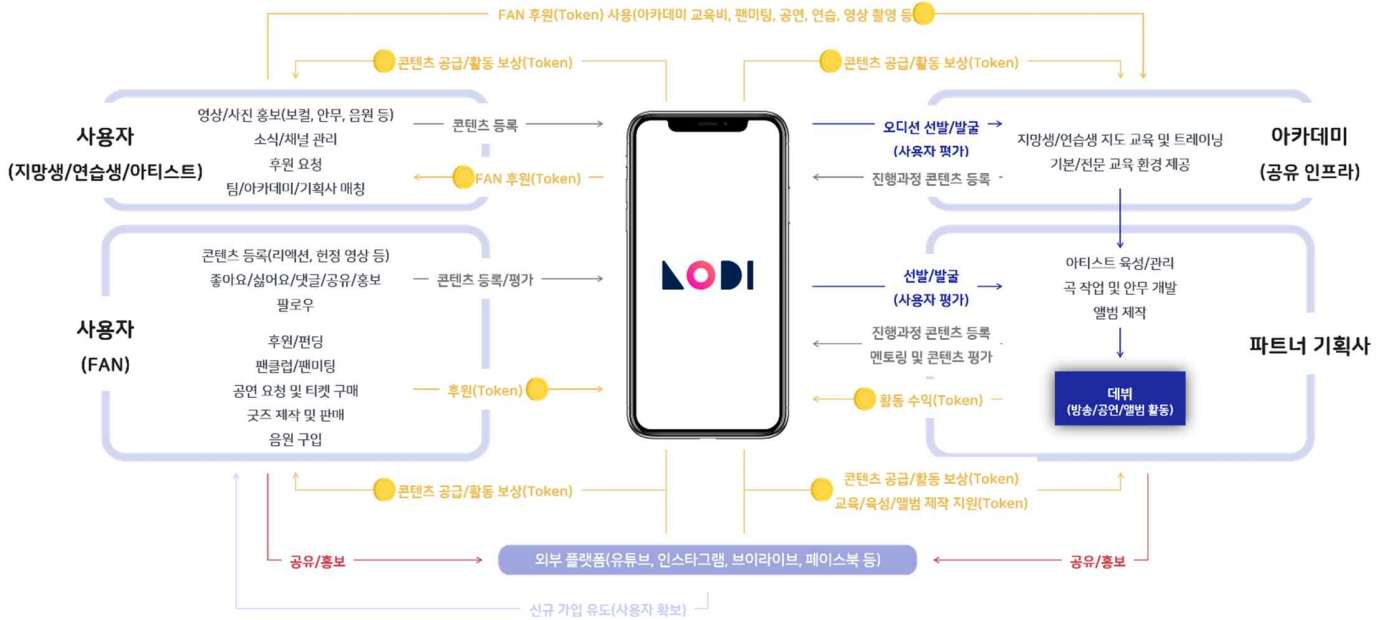 FAN 후원(Token) 사용(아카데미 교육비, 팬미팅, 공연, 연습, 영상 촬영 등)
콘텐츠 공급/활동 보상(Token)
콘텐츠 공급/활동 보상(Token)
사용자
(지망생/연습생/아티스트)
영상/사진 홍보(보컬, 안무, 음원 등)
소식/채널 관리
후원 요청
팀/아카데미/기획사 매칭
콘텐츠 등록
FAN 후원(Token)
오디션 선발/발굴
(사용자 평가)
진행과정 콘텐츠 등록
지망생/연습생 지도 교육 및 트레이닝
기본/전문 교육 환경 제공
아카데미
(공유 인프라)
LODI
사용자
(FAN)
콘텐츠 등록(리액션, 헌정 영상 등)
좋아요/싫어요/댓글/공유/홍보
팔로우
후원/펀딩
팬클럽/팬미팅
공연 요청 및 티켓 구매
굿즈 제작 및 판매
음원 구입
콘텐츠 등록/평가
후원(Token)
선발/발굴
(사용자 평가)
진행과정 콘텐츠 등록
멘토링 및 콘텐츠 평가
활동 수익(Token)
아티스트 육성/관리
곡 작업 및 안무 개발
앨범 제작
데뷔
(방송/공연/앨범 활동)
파트너 기획사
콘텐츠 공급/활동 보상(Token)
콘텐츠 공급/활동 보상(Token)
교육/육성/앨범 제작 지원(Token)
공유/홍보
외부 플랫폼(유튜브, 인스타그램, 브이라이브, 페이스북 등)
공유/홍보
신규 가입 유도(사용자 확보)